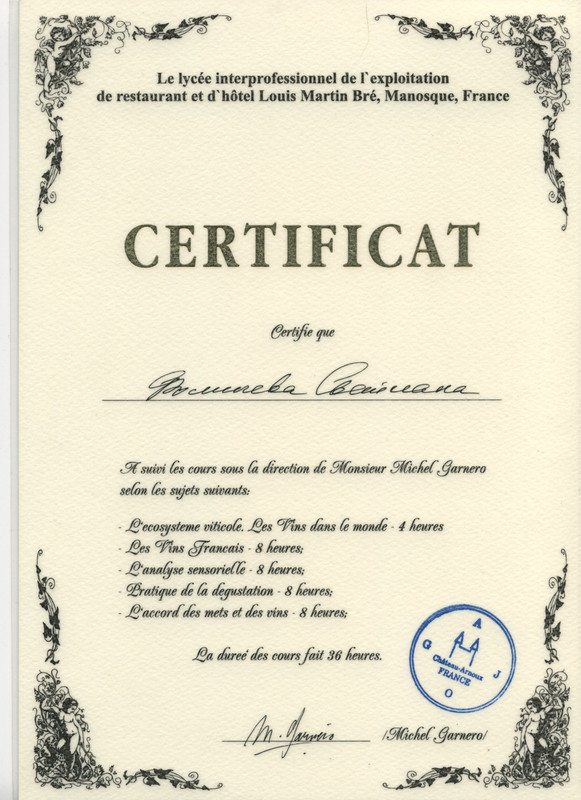 Le lycée interprofessionnel de l`exploitation
de restaurant et d`hôtel Louis Martin Bré, Manosque, France
CERTIFICAT
Certifie que
Светлана
A suivi les cours sous la direction de Monsieur Michel Garnero
selon les sujets suivants:
- L'ecosysteme viticole. Les Vins dans le monde - 4 heures
- Les Vins Francais - 8 heures;
- L'analyse sensorielle - 8 heures;
- Pratique de la degustation - 8 heures;
- L'accord des mets et des vins - 8 heures;
La dureé des cours fait 36 heures.
A
G
J
O
Château-Arnoux
FRANCE
M. Garnero /Michel Garnero/